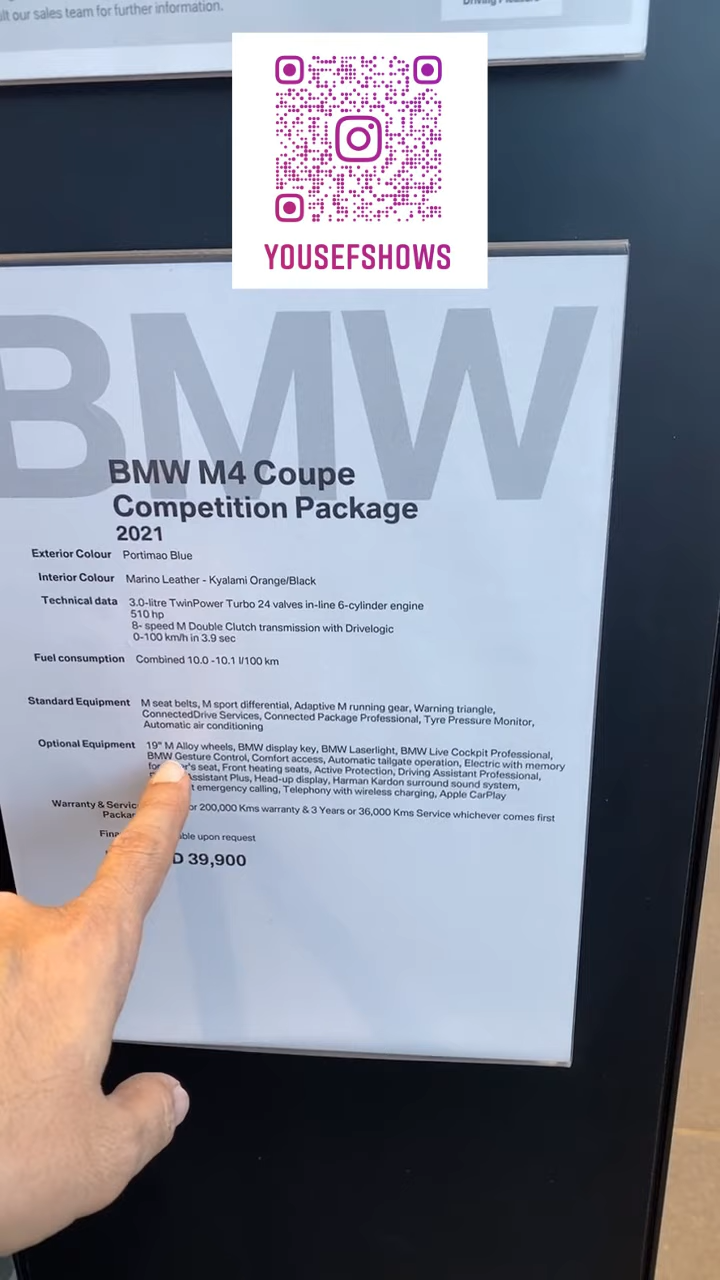 ult our sales team for further information.
YOUSEFSHOWS
BMW
BMW M4 Coupe
Competition Package
2021
Exterior Colour Portimao Blue
Interior Colour Marino Leather - Kyalami Orange/Black
Technical data 3.0-litre TwinPower Turbo 24 valves in-line 6-cylinder engine
510 hp
8- speed M Double Clutch transmission with Drivelogic
0-100 km/h in 3.9 sec
Fuel consumption Combined 10.0 -10.1 l/100 km
Standard Equipment M seat belts, M sport differential, Adaptive M running gear, Warning triangle,
ConnectedDrive Services, Connected Package Professional, Tyre Pressure Monitor,
Automatic air conditioning
Optional Equipment 19" M Alloy wheels, BMW display key, BMW Laserlight, BMW Live Cockpit Professional,
BMW Gesture Control, Comfort access, Automatic tailgate operation, Electric with memory
seat, Front heating seats, Active Protection, Driving Assistant Professional,
Assistant Plus, Head-up display, Harman Kardon surround sound system,
emergency calling, Telephony with wireless charging, Apple CarPlay
Warranty & Servic or 200,000 Kms warranty & 3 Years or 36,000 Kms Service whichever comes first
Packa
Fina ble upon request
D 39,900